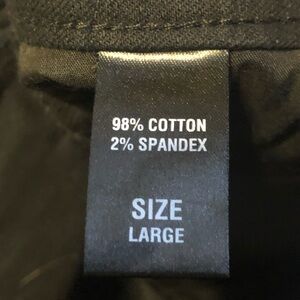 98% COTTON
2% SPANDEX
SIZE
LARGE